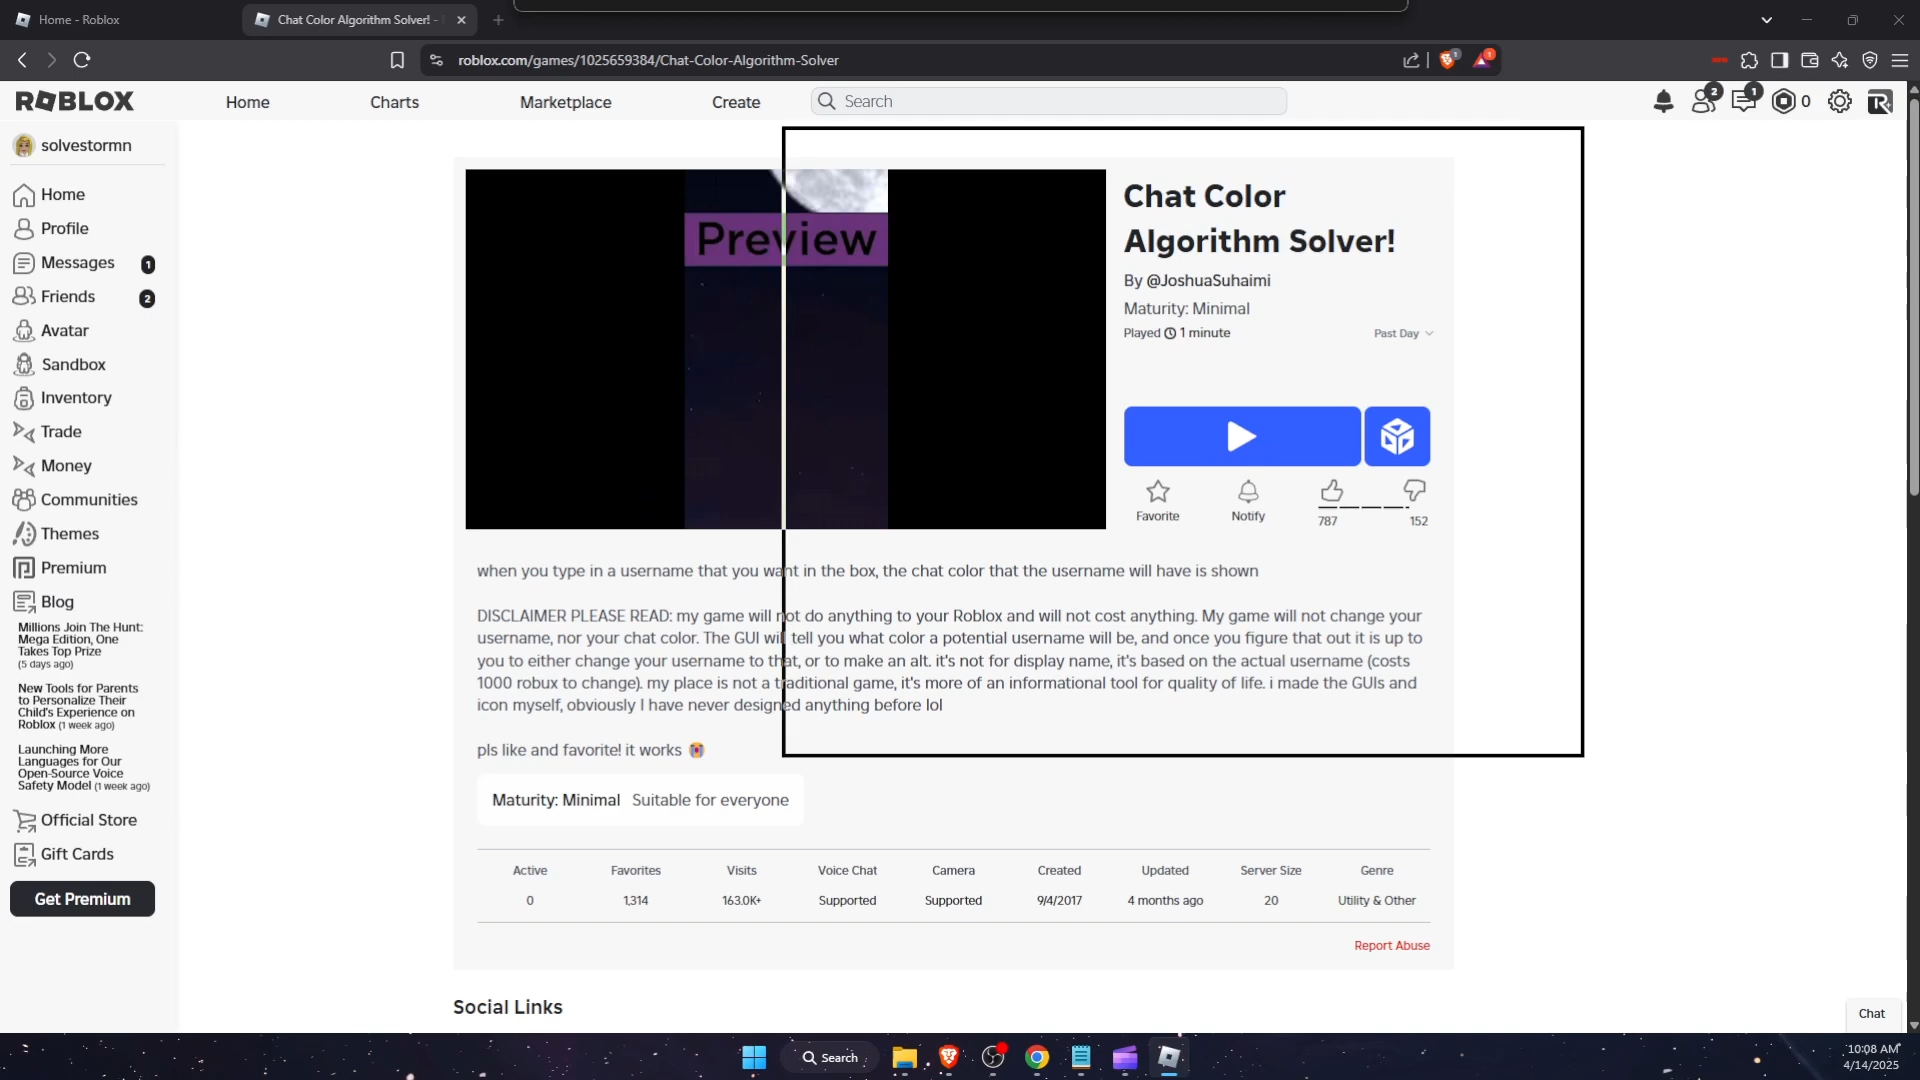 Home - Roblox
Chat Color Algorithm Solver! -
roblox.com/games/1025659384/Chat-Color-Algorithm-Solver
1
1
ROBLOX
Home
Charts
Marketplace
Create
Search
2
1
0
solvestormn
Home
Profile
Messages 1
Friends 2
Avatar
Sandbox
Inventory
Trade
Money
Communities
Themes
Premium
Blog
Millions Join The Hunt:
Mega Edition, One
Takes Top Prize
(5 days ago)
New Tools for Parents
to Personalize Their
Child's Experience on
Roblox (1 week ago)
Launching More
Languages for Our
Open-Source Voice
Safety Model (1 week ago)
Official Store
Gift Cards
Get Premium
Preview
Chat Color
Algorithm Solver!
By @JoshuaSuhaimi
Maturity: Minimal
Played 1 minute
Past Day
Favorite
Notify
787
152
when you type in a username that you want in the box, the chat color that the username will have is shown
DISCLAIMER PLEASE READ: my game will not do anything to your Roblox and will not cost anything. My game will not change your
username, nor your chat color. The GUI will tell you what color a potential username will be, and once you figure that out it is up to
you to either change your username to that, or to make an alt. it's not for display name, it's based on the actual username (costs
1000 robux to change). my place is not a traditional game, it's more of an informational tool for quality of life. i made the GUIs and
icon myself, obviously I have never designed anything before lol
pls like and favorite! it works 😭
Maturity: Minimal Suitable for everyone
Active Favorites Visits Voice Chat Camera Created Updated Server Size Genre
0 1,314 163.0K+ Supported Supported 9/4/2017 4 months ago 20 Utility & Other
Report Abuse
Social Links
Chat
Search
10:08 AM
4/14/2025